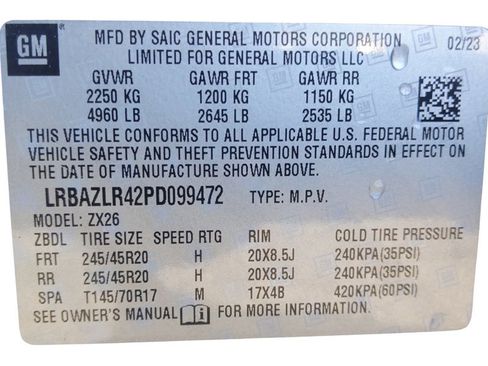 GM
MFD BY SAIC GENERAL MOTORS CORPORATION 02/23
LIMITED FOR GENERAL MOTORS LLC
GVWR GAWR FRT GAWR RR
2250 KG 1200 KG 1150 KG
4960 LB 2645 LB 2535 LB
THIS VEHICLE CONFORMS TO ALL APPLICABLE U.S. FEDERAL MOTOR
VEHICLE SAFETY AND THEFT PREVENTION STANDARDS IN EFFECT ON THE
DATE OF MANUFACTURE SHOWN ABOVE.
LRBAZLR42PD099472 TYPE: M.P.V.
MODEL: ZX26
ZBDL TIRE SIZE SPEED RTG RIM COLD TIRE PRESSURE
FRT 245/45R20 H 20X8.5J 240KPA(35PSI)
RR 245/45R20 H 20X8.5J 240KPA(35PSI)
SPA T145/70R17 M 17X4B 420KPA(60PSI)
SEE OWNER'S MANUAL FOR MORE INFORMATION.